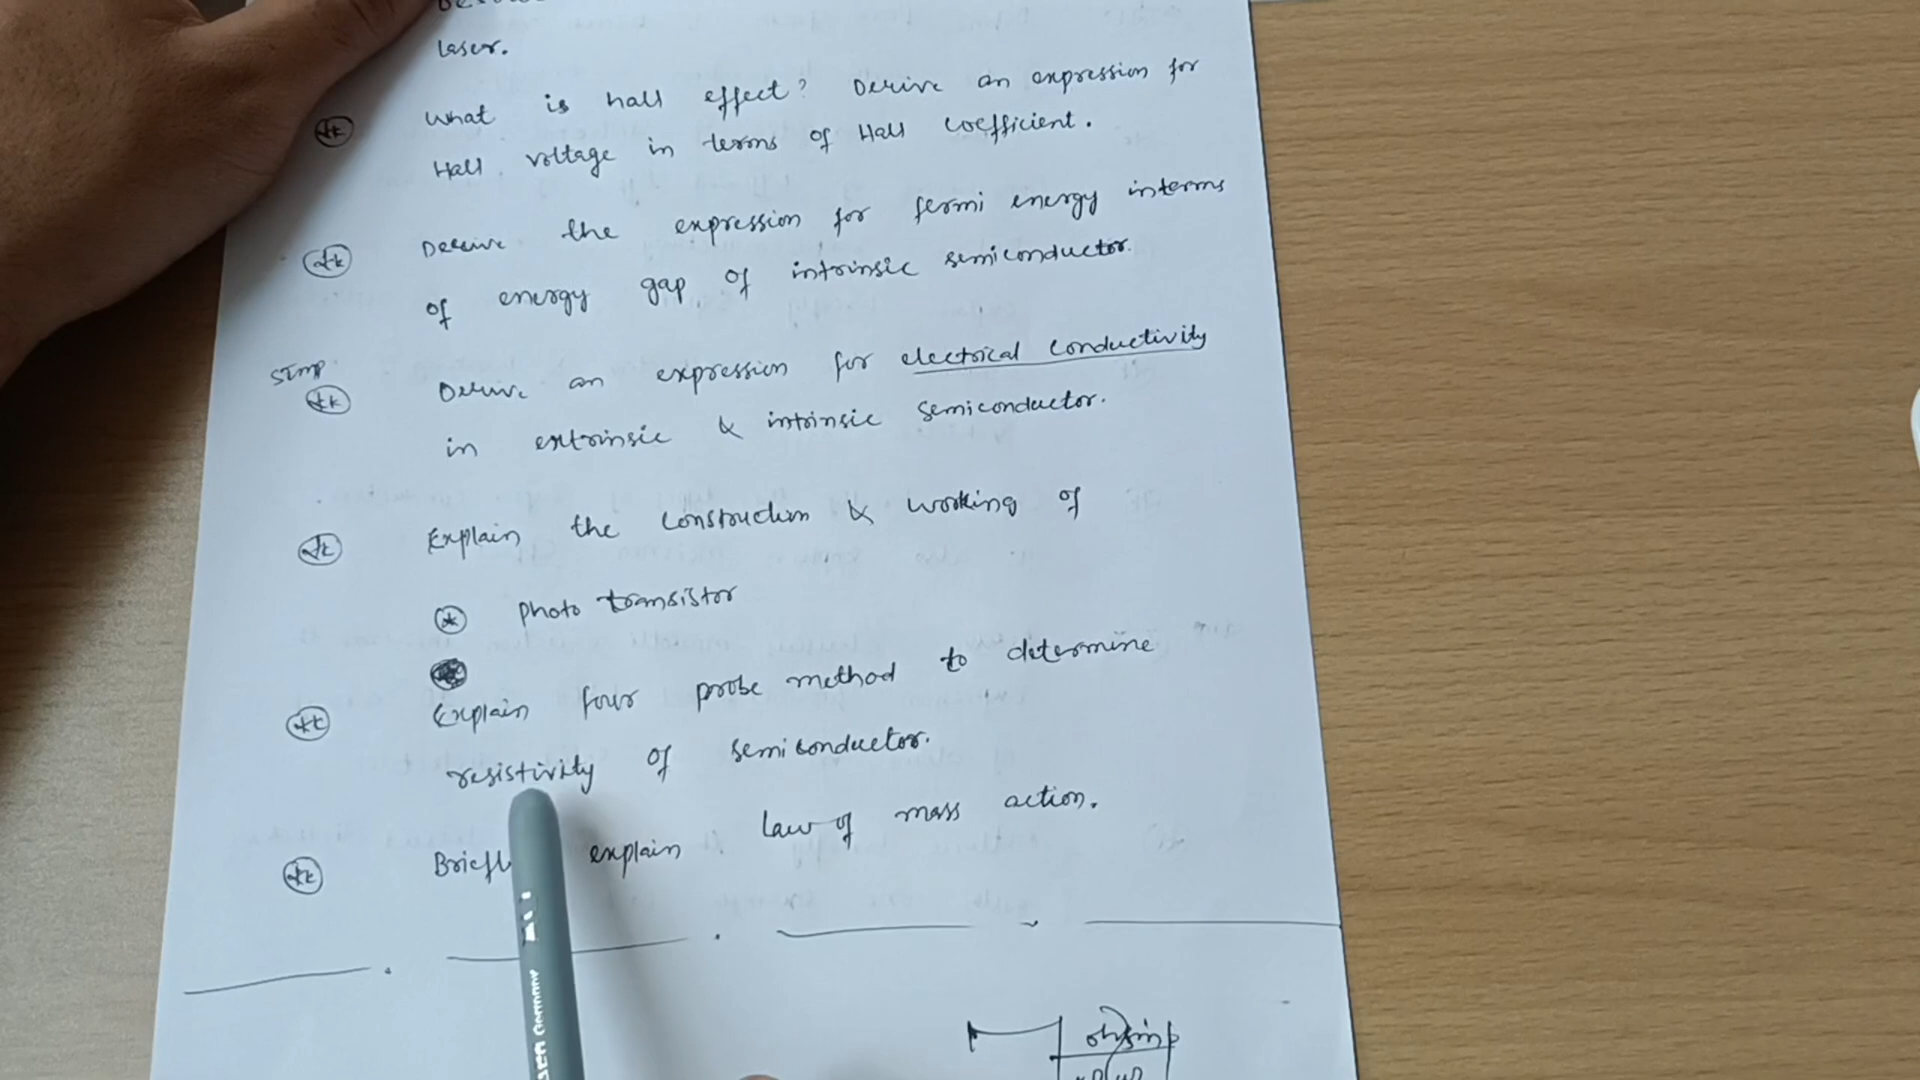 laser.
What is hall effect? Derive an expression for
Hall voltage in terms of Hall coefficient.
Derive the expression for fermi energy interms
of energy gap of intrinsic semiconductor.
SImp
Derive an expression for electrical conductivity
in extrinsic & intrinsic semiconductor.
Explain the construction & working of
Photo transistor
Explain four probe method to determine
resistivity of semiconductor.
explain law of mass action.